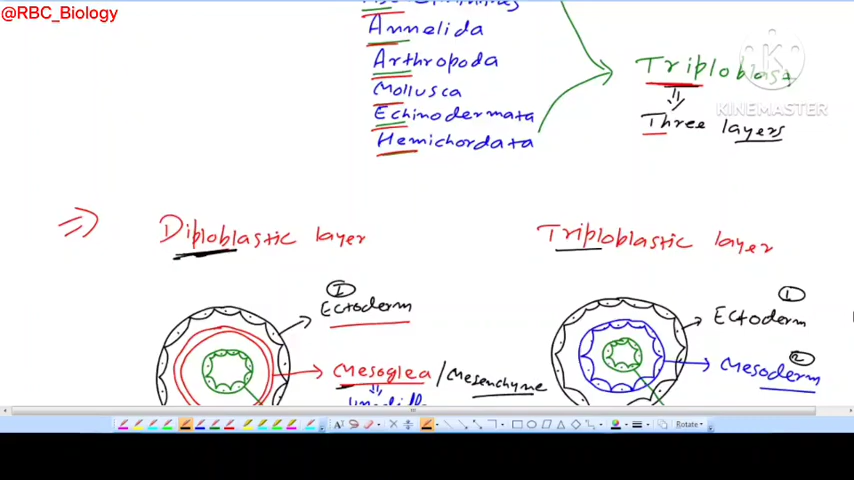 @RBC_Biology
Annelida
Arthropoda
Mollusca
Echinodermata
Hemichordata
Triploblast
K
KINEMASTER
Three layers
Diploblastic layer
Triploblastic layer
1
Ectoderm
1
Ectoderm
Mesoglea / Mesenchyme
2
Mesoderm
Rotate